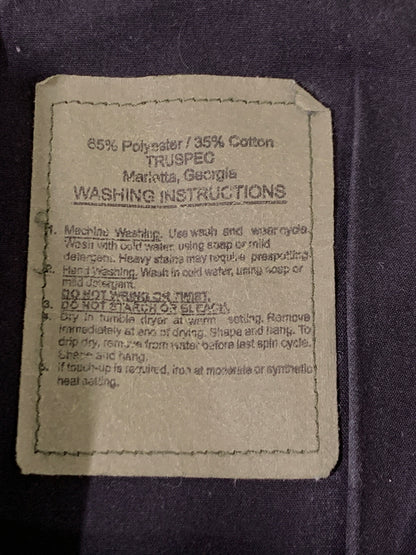 65% Polyester / 35% Cotton
TRUSPEC
Marietta, Georgia
WASHING INSTRUCTIONS
1. Machine Washing. Use wash and wear cycle.
Wash with cold water, using soap or mild
detergent. Heavy stains may require prespotting.
2. Hand Washing. Wash in cold water, using soap or
mild detergent.
DO NOT WRING OR TWIST.
3. DO NOT STARCH OR BLEACH.
4. Dry in tumble dryer at warm setting. Remove
immediately at end of drying. Shape and hang. To
drip dry, remove from water before last spin cycle.
Shape and hang.
5. If touch-up is required, iron at moderate or synthetic
heat setting.